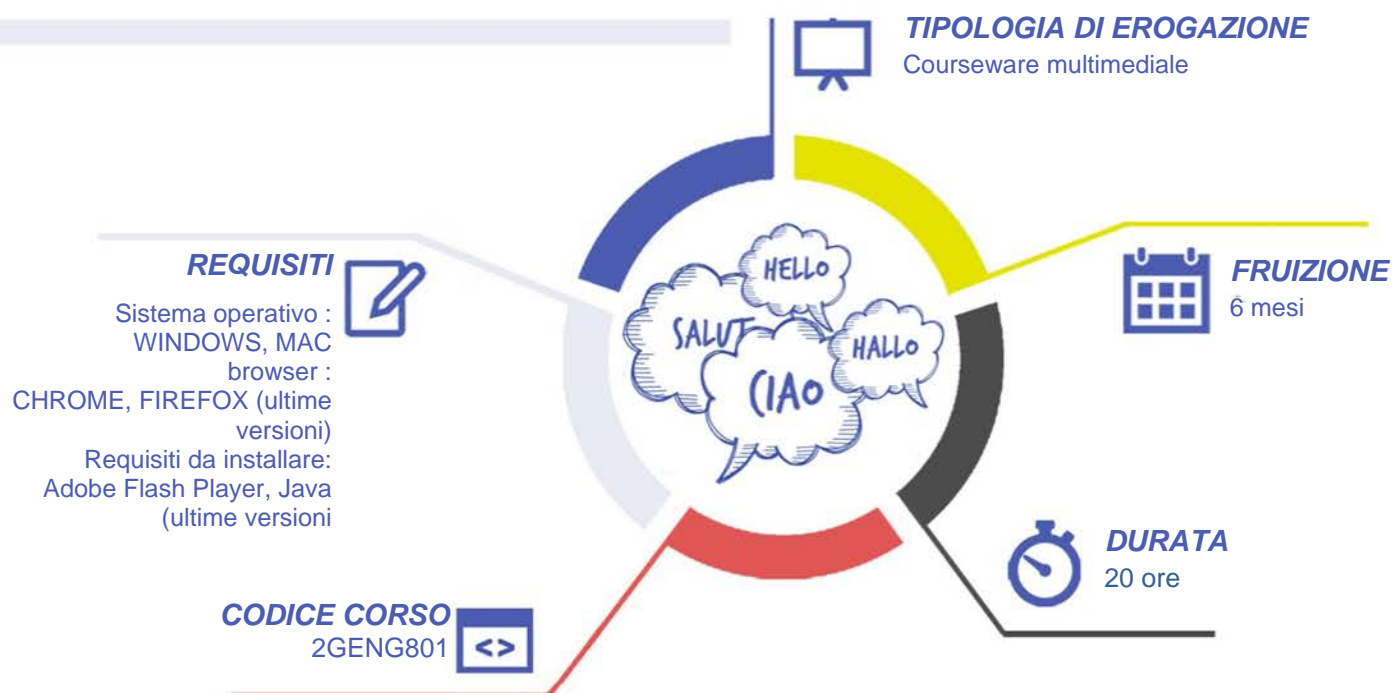 TIPOLOGIA DI EROGAZIONE
Courseware multimediale
REQUISITI
Sistema operativo :
WINDOWS, MAC
browser :
CHROME, FIREFOX (ultime
versioni)
Requisiti da installare:
Adobe Flash Player, Java
(ultime versioni
HELLO
SALUT
HALLO
CIAO
FRUIZIONE
6 mesi
DURATA
20 ore
CODICE CORSO
2GENG801
<>